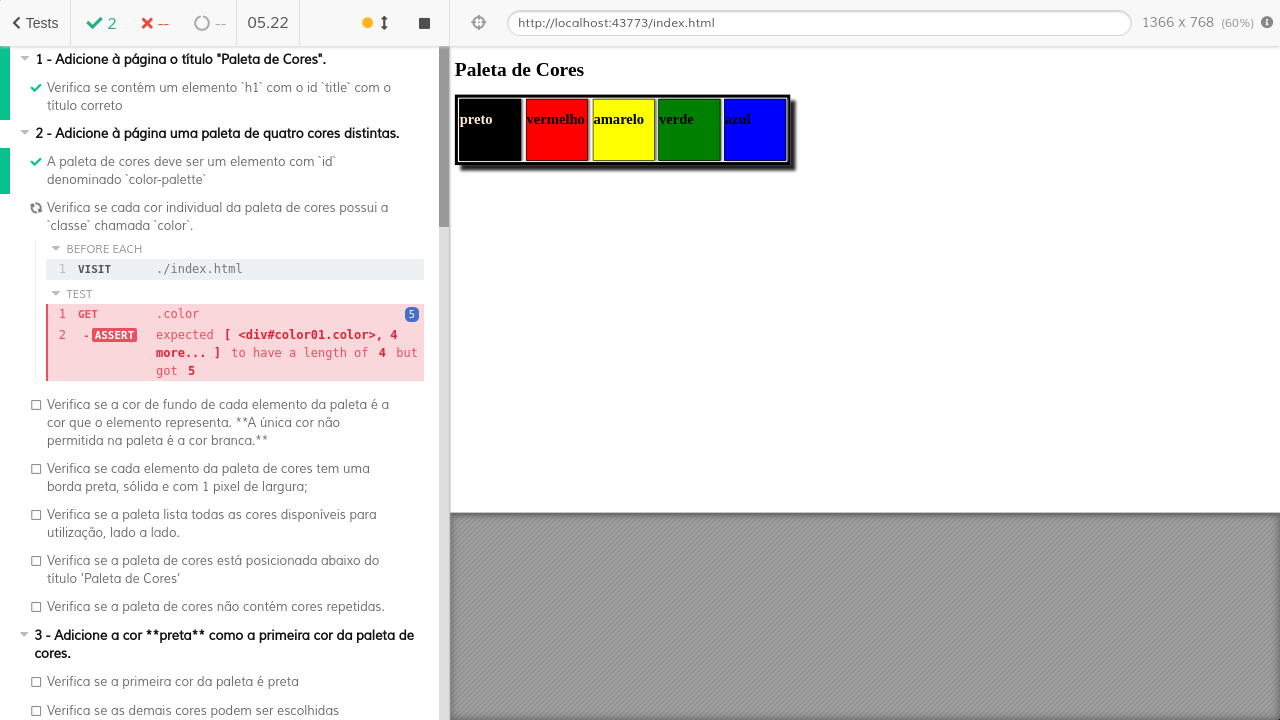 Tests
2
--
--
05.22
http://localhost:43773/index.html
1366 x 768 (60%)
1 - Adicione à página o título "Paleta de Cores".
Verifica se contém um elemento `h1` com o id `title` com o
título correto
2 - Adicione à página uma paleta de quatro cores distintas.
A paleta de cores deve ser um elemento com `id`
denominado `color-palette`
Verifica se cada cor individual da paleta de cores possui a
`classe` chamada `color`.
BEFORE EACH
1 VISIT ./index.html
TEST
1 GET .color 5
2 -ASSERT expected [ <div#color01.color>, 4
more... ] to have a length of 4 but
got 5
Verifica se a cor de fundo de cada elemento da paleta é a
cor que o elemento representa. **A única cor não
permitida na paleta é a cor branca.**
Verifica se cada elemento da paleta de cores tem uma
borda preta, sólida e com 1 pixel de largura;
Verifica se a paleta lista todas as cores disponíveis para
utilização, lado a lado.
Verifica se a paleta de cores está posicionada abaixo do
título 'Paleta de Cores'
Verifica se a paleta de cores não contém cores repetidas.
3 - Adicione a cor **preta** como a primeira cor da paleta de
cores.
Verifica se a primeira cor da paleta é preta
Verifica se as demais cores podem ser escolhidas
Paleta de Cores
preto vermelho amarelo verde azul